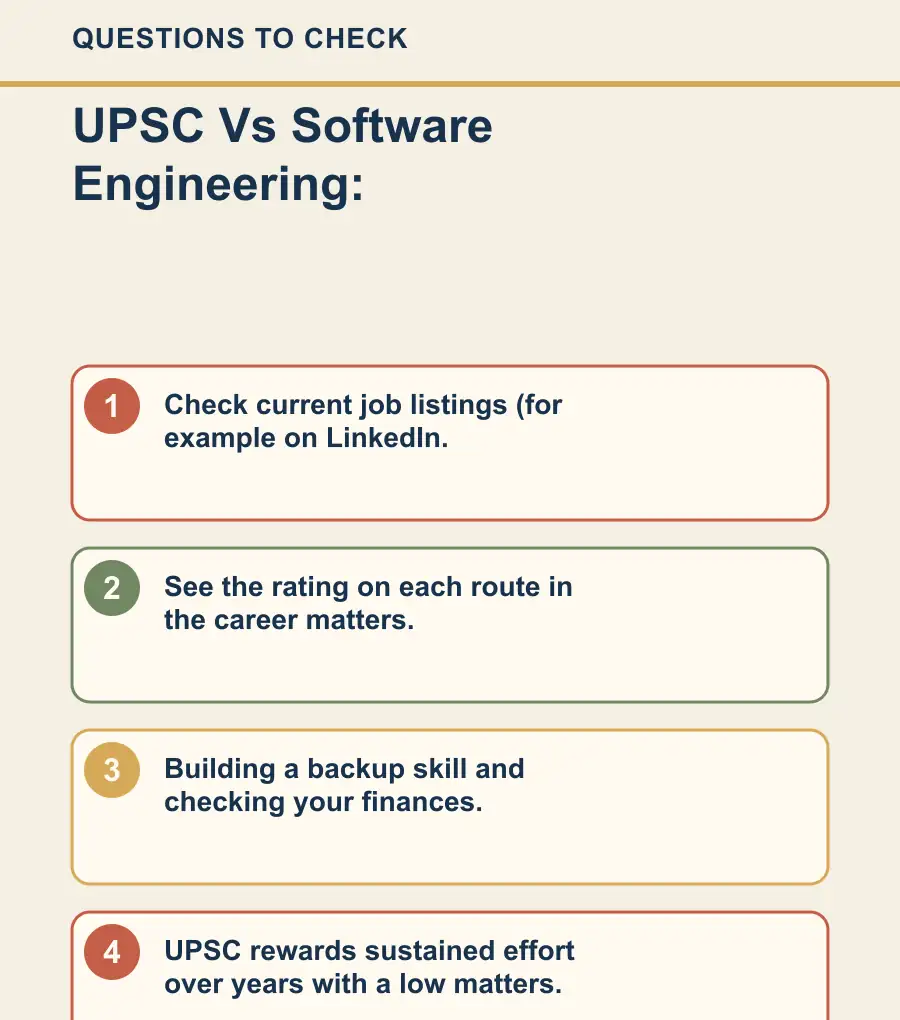 QUESTIONS TO CHECK
UPSC Vs Software
Engineering:
1
Check current job listings (for
example on LinkedIn.
2
See the rating on each route in
the career matters.
3
Building a backup skill and
checking your finances.
4
UPSC rewards sustained effort
over years with a low matters.